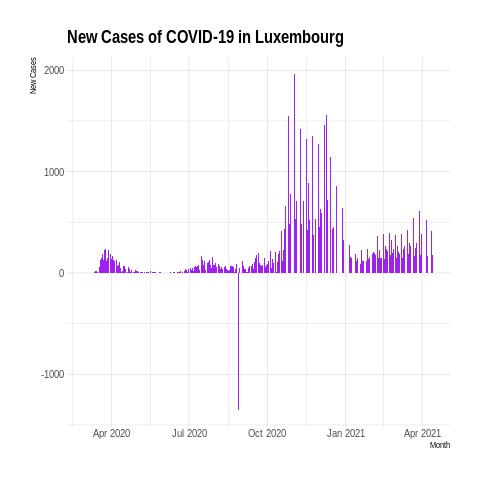 New Cases of COVID-19 in Luxembourg
New Cases
2000
1000
0
-1000
Apr 2020 Jul 2020 Oct 2020 Jan 2021 Apr 2021
Month